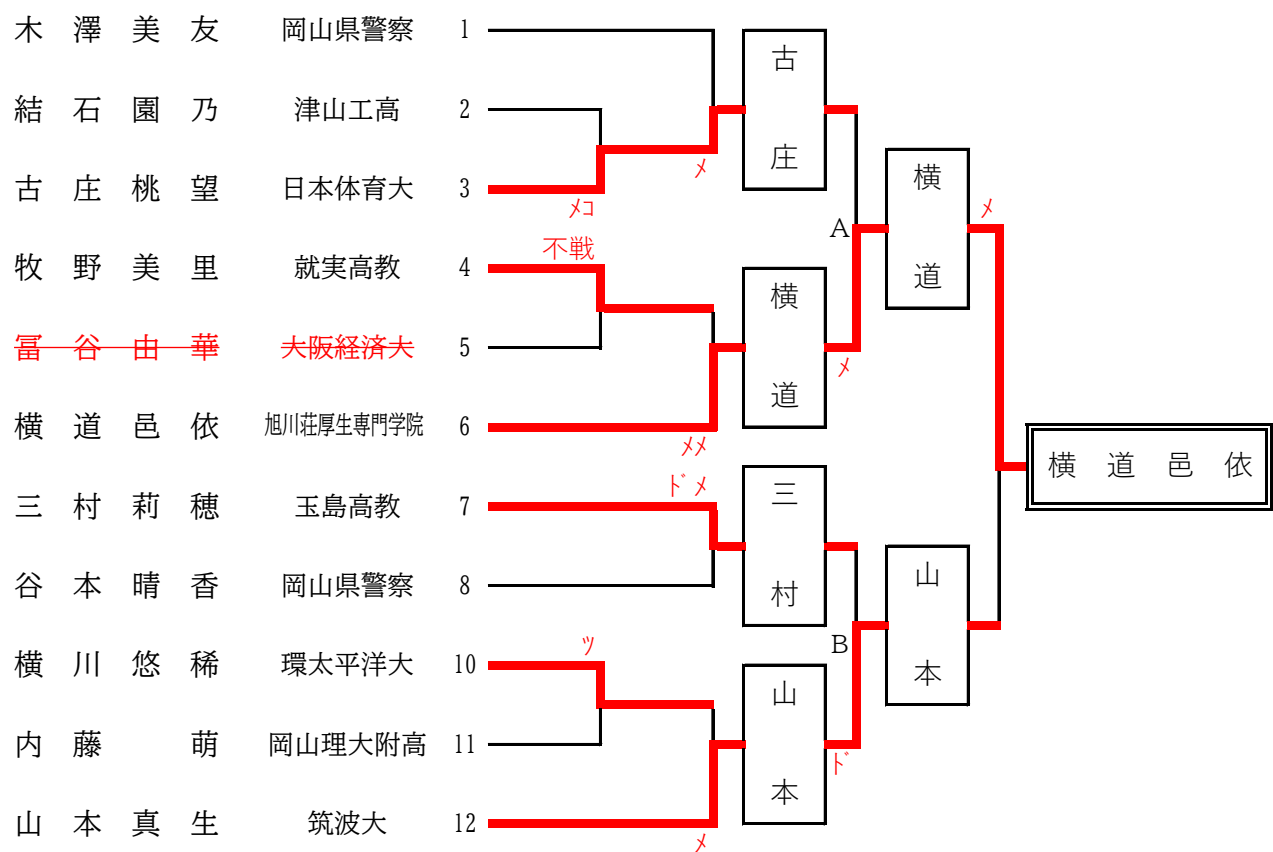 木澤美友 岡山県警察 1
結石園乃 津山工高 2
古庄桃望 日本体育大 3
牧野美里 就実高教 4
冨谷由華 大阪経済大 5
横道邑依 旭川荘厚生専門学院 6
三村莉穂 玉島高教 7
谷本晴香 岡山県警察 8
横川悠稀 環太平洋大 10
内藤 萌 岡山理大附高 11
山本真生 筑波大 12
ﾒｺ
不戦
ﾂ
ﾒ
ﾒﾒ
ﾄﾞﾒ
ﾒ
古庄
横道
三村
山本
A
ﾒ
B
ﾄﾞ
横道
山本
ﾒ
横道邑依